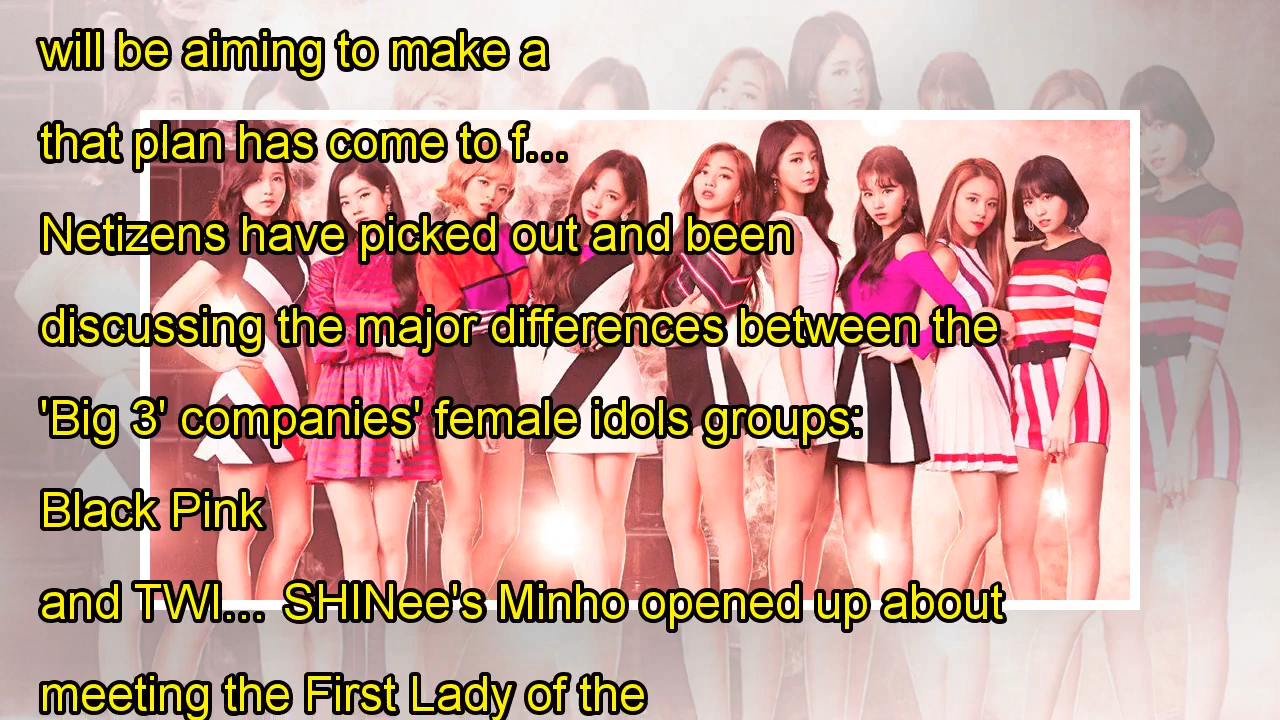 will be aiming to make a
that plan has come to f...
Netizens have picked out and been
discussing the major differences between the
'Big 3' companies' female idols groups:
Black Pink
and TWI... SHINee's Minho opened up about
meeting the First Lady of the